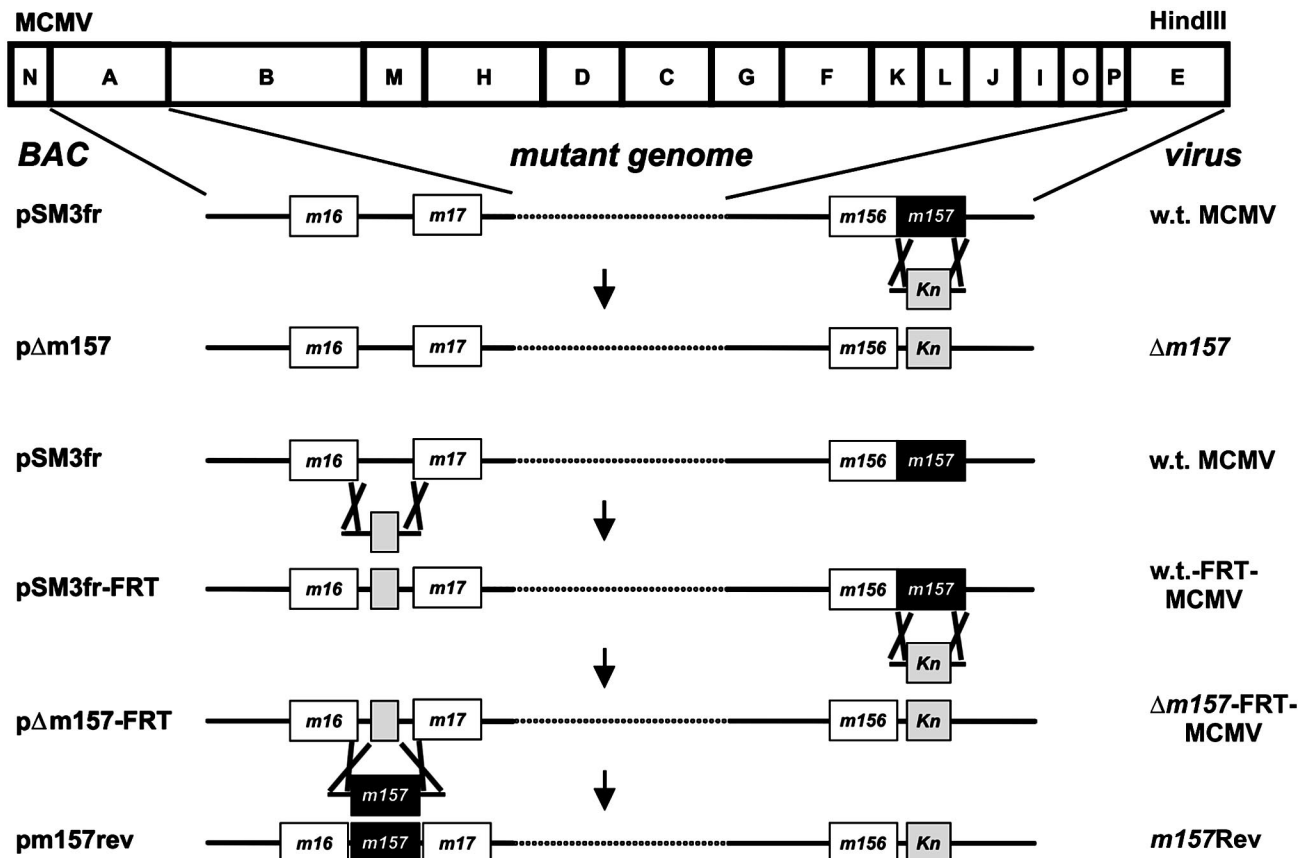 MCMV HindIII
N A B M H D C G F K L J I O P E
BAC mutant genome virus
pSM3fr m16 m17 m156 m157 w.t. MCMV
Kn
pΔm157 m16 m17 m156 Kn Δm157
pSM3fr m16 m17 m156 m157 w.t. MCMV
pSM3fr-FRT m16 m17 m156 m157 w.t.-FRT-
MCMV
Kn
pΔm157-FRT m16 m17 m156 Kn Δm157-FRT-
MCMV
m157
pm157rev m16 m157 m17 m156 Kn m157Rev